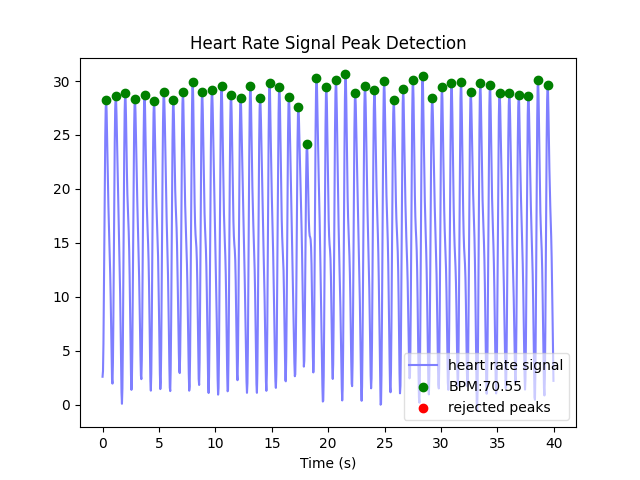 Heart Rate Signal Peak Detection
30
25
20
15
10
5
0
heart rate signal
BPM:70.55
rejected peaks
0 5 10 15 20 25 30 35 40
Time (s)